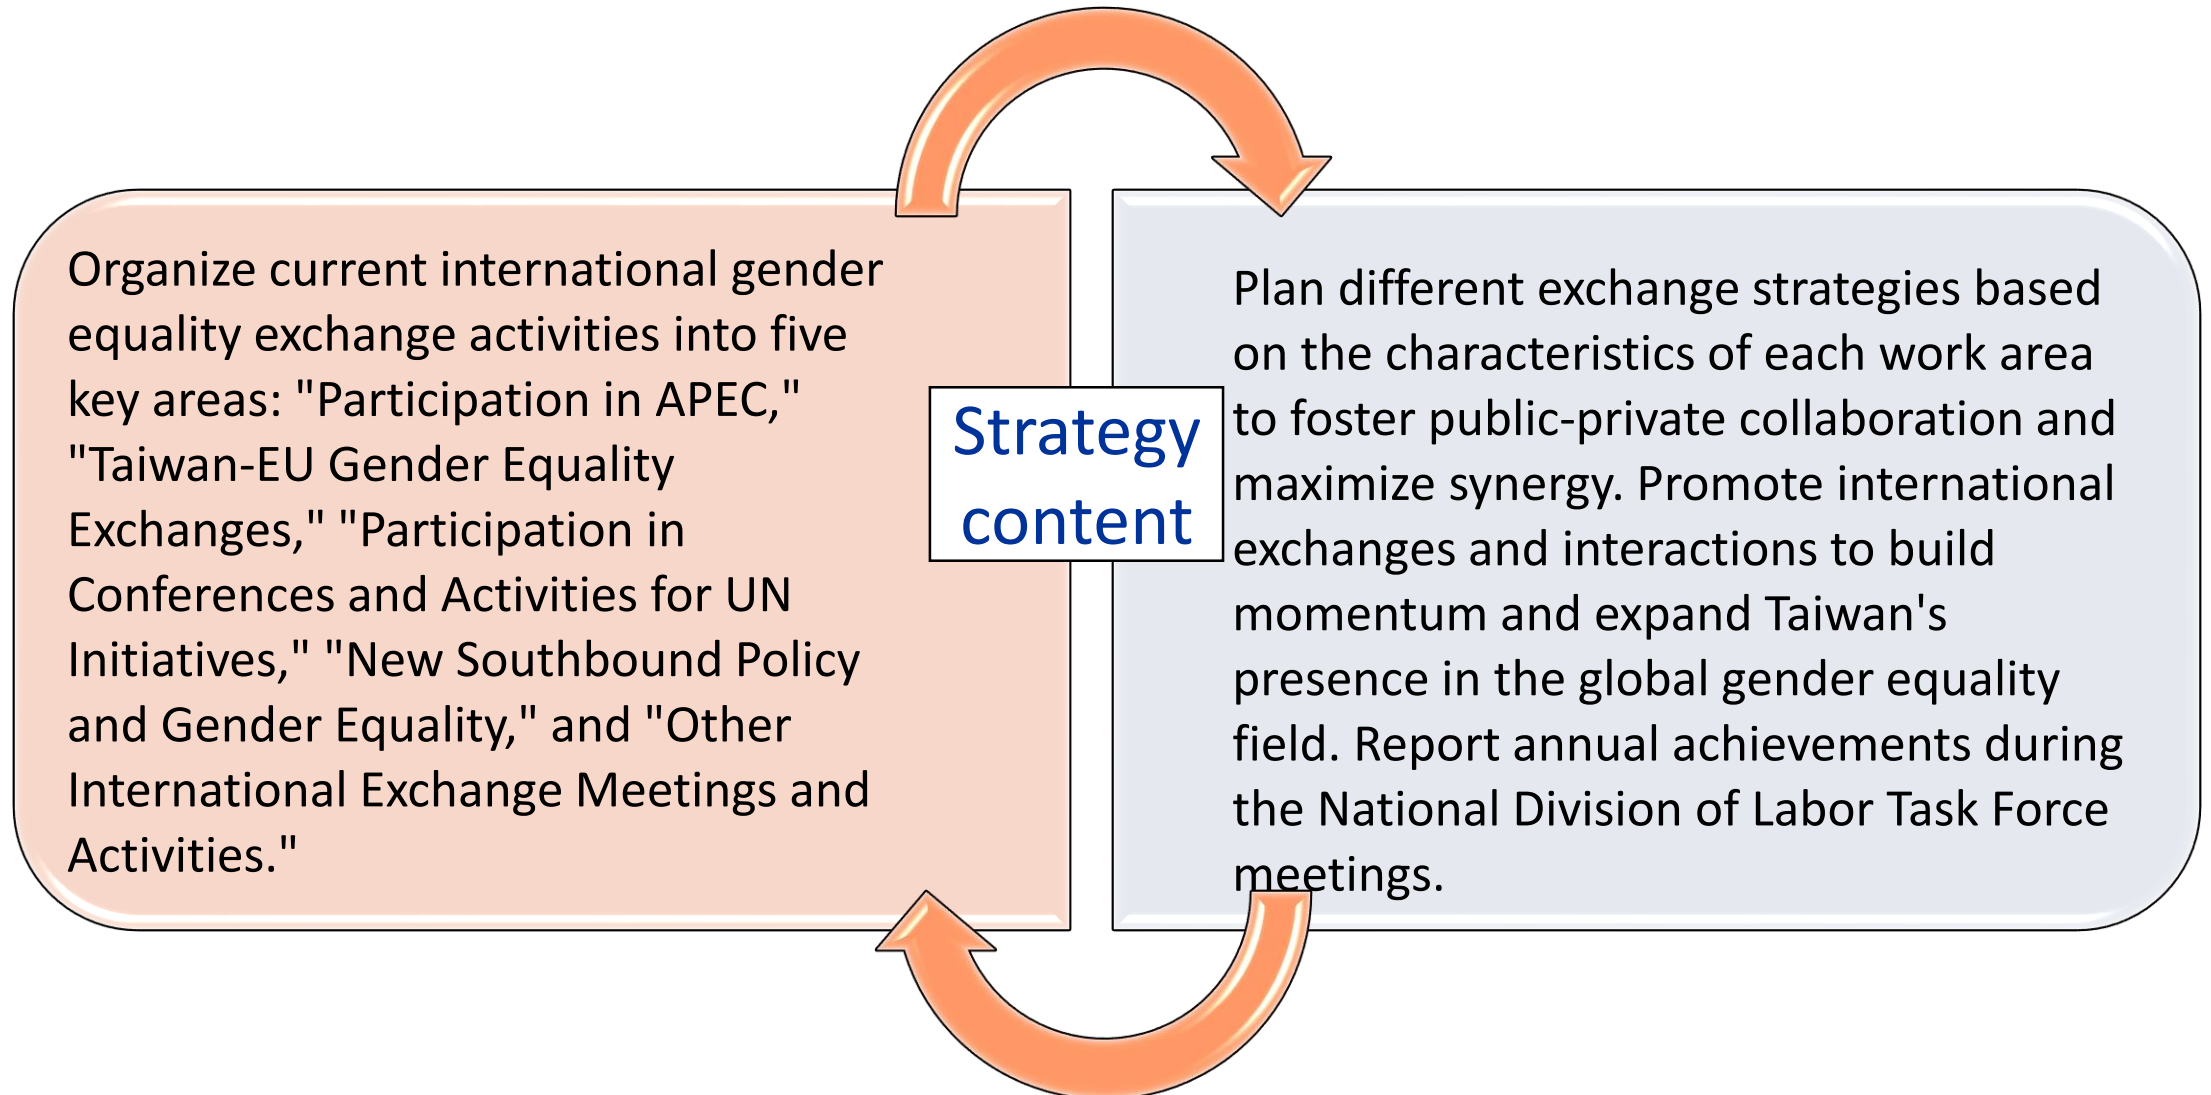 Organize current international gender
equality exchange activities into five
key areas: "Participation in APEC,"
"Taiwan-EU Gender Equality
Exchanges," "Participation in
Conferences and Activities for UN
Initiatives," "New Southbound Policy
and Gender Equality," and "Other
International Exchange Meetings and
Activities."
Strategy
content
Plan different exchange strategies based
on the characteristics of each work area
to foster public-private collaboration and
maximize synergy. Promote international
exchanges and interactions to build
momentum and expand Taiwan's
presence in the global gender equality
field. Report annual achievements during
the National Division of Labor Task Force
meetings.